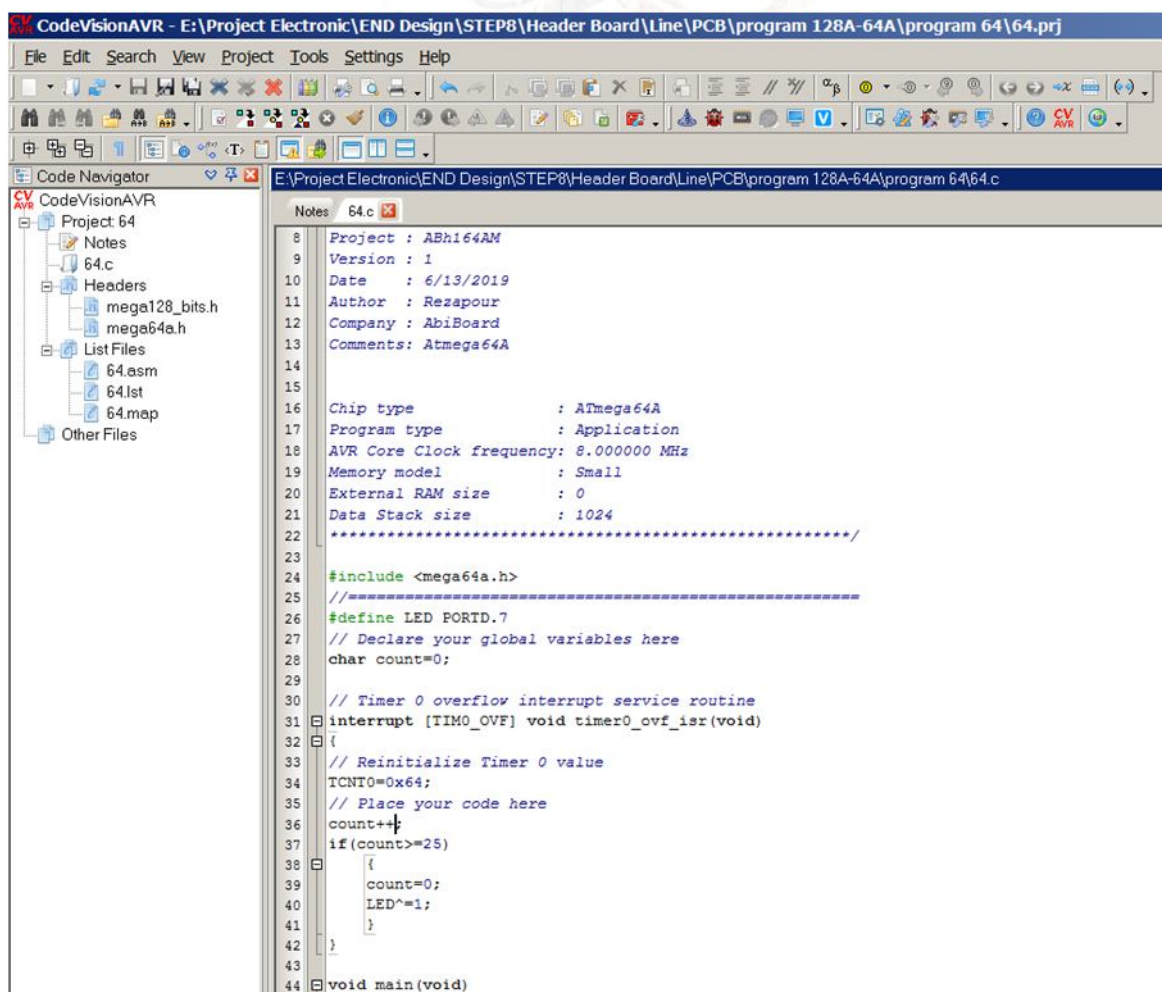 CodeVisionAVR - E:\Project Electronic\END Design\STEP8\Header Board\Line\PCB\program 128A-64A\program 64\64.prj
File Edit Search View Project Tools Settings Help
Code Navigator
CodeVisionAVR
Project: 64
Notes
64.c
Headers
mega128_bits.h
mega64a.h
List Files
64.asm
64.lst
64.map
Other Files
E:\Project Electronic\END Design\STEP8\Header Board\Line\PCB\program 128A-64A\program 64\64.c
Notes 64.c
8 Project : ABh164AM
9 Version : 1
10 Date : 6/13/2019
11 Author : Rezapour
12 Company : AbiBoard
13 Comments: Atmega64A
14
15
16 Chip type : ATmega64A
17 Program type : Application
18 AVR Core Clock frequency: 8.000000 MHz
19 Memory model : Small
20 External RAM size : 0
21 Data Stack size : 1024
22 *******************************************************/
23
24 #include <mega64a.h>
25 //======================================================
26 #define LED PORTD.7
27 // Declare your global variables here
28 char count=0;
29
30 // Timer 0 overflow interrupt service routine
31 interrupt [TIM0_OVF] void timer0_ovf_isr(void)
32 {
33 // Reinitialize Timer 0 value
34 TCNT0=0x64;
35 // Place your code here
36 count++;
37 if(count>=25)
38 {
39 count=0;
40 LED^=1;
41 }
42 }
43
44 void main(void)